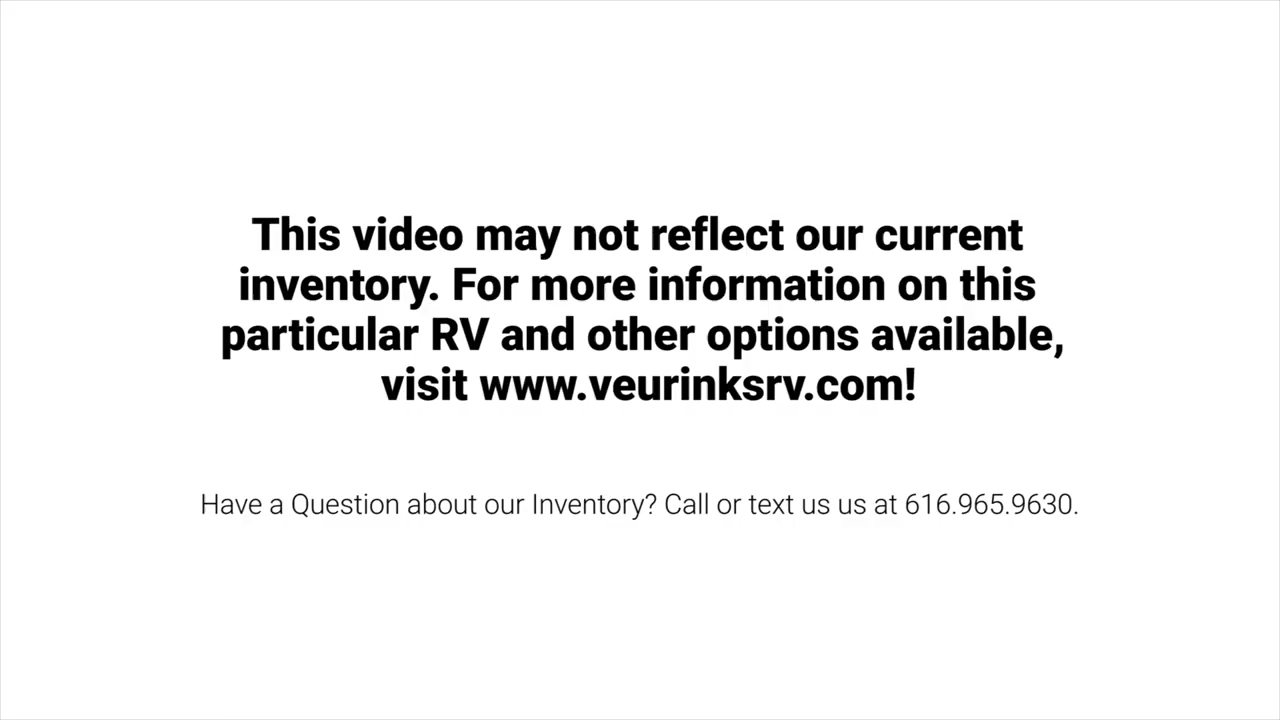 This video may not reflect our current
inventory. For more information on this
particular RV and other options available,
visit www.veurinksrv.com!
Have a Question about our Inventory? Call or text us us at 616.965.9630.